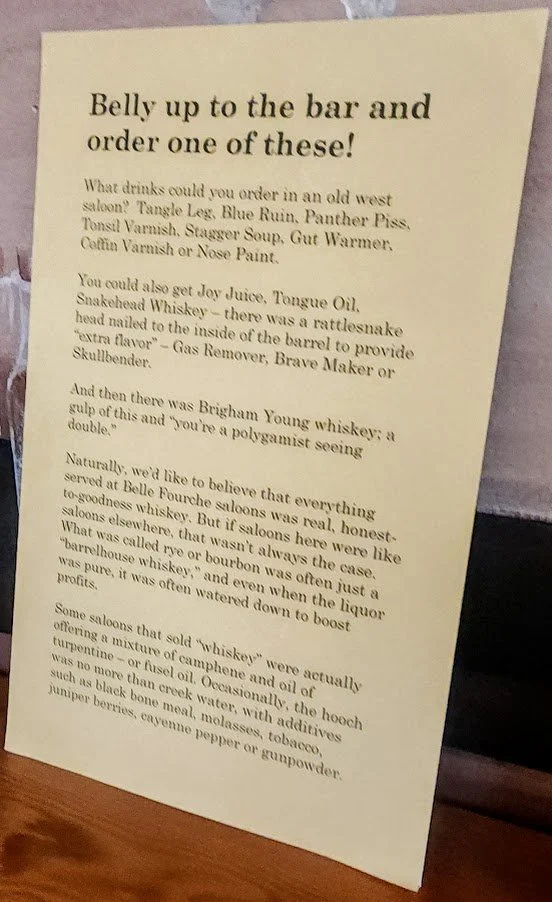 Belly up to the bar and
order one of these!
What drinks could you order in an old west
saloon? Tangle Leg, Blue Ruin, Panther Piss,
Tonsil Varnish, Stagger Soup, Gut Warmer,
Coffin Varnish or Nose Paint.
You could also get Joy Juice, Tongue Oil,
Snakehead Whiskey – there was a rattlesnake
head nailed to the inside of the barrel to provide
"extra flavor" – Gas Remover, Brave Maker or
Skullbender.
And then there was Brigham Young whiskey; a
gulp of this and "you're a polygamist seeing
double."
Naturally, we'd like to believe that everything
served at Belle Fourche saloons was real, honest-
to-goodness whiskey. But if saloons here were like
saloons elsewhere, that wasn't always the case.
What was called rye or bourbon was often just a
"barrelhouse whiskey," and even when the liquor
was pure, it was often watered down to boost
profits.
Some saloons that sold "whiskey" were actually
offering a mixture of camphene and oil of
turpentine – or fusel oil. Occasionally, the hooch
was no more than creek water, with additives
such as black bone meal, molasses, tobacco,
juniper berries, cayenne pepper or gunpowder.